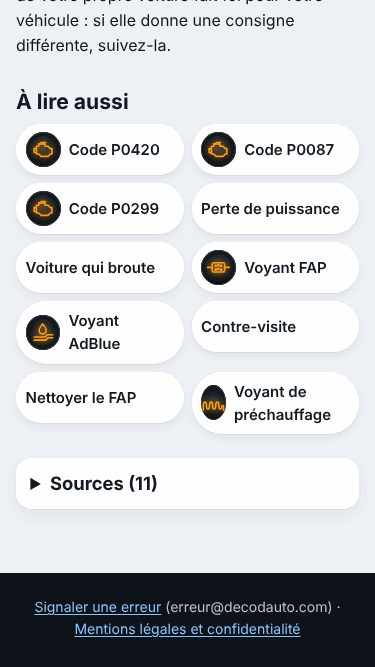 véhicule : si elle donne une consigne
différente, suivez-la.
À lire aussi
Code P0420
Code P0087
Code P0299
Perte de puissance
Voiture qui broute
Voyant FAP
Voyant
AdBlue
Contre-visite
Nettoyer le FAP
Voyant de
préchauffage
Sources (11)
Signaler une erreur (erreur@decodauto.com) ·
Mentions légales et confidentialité